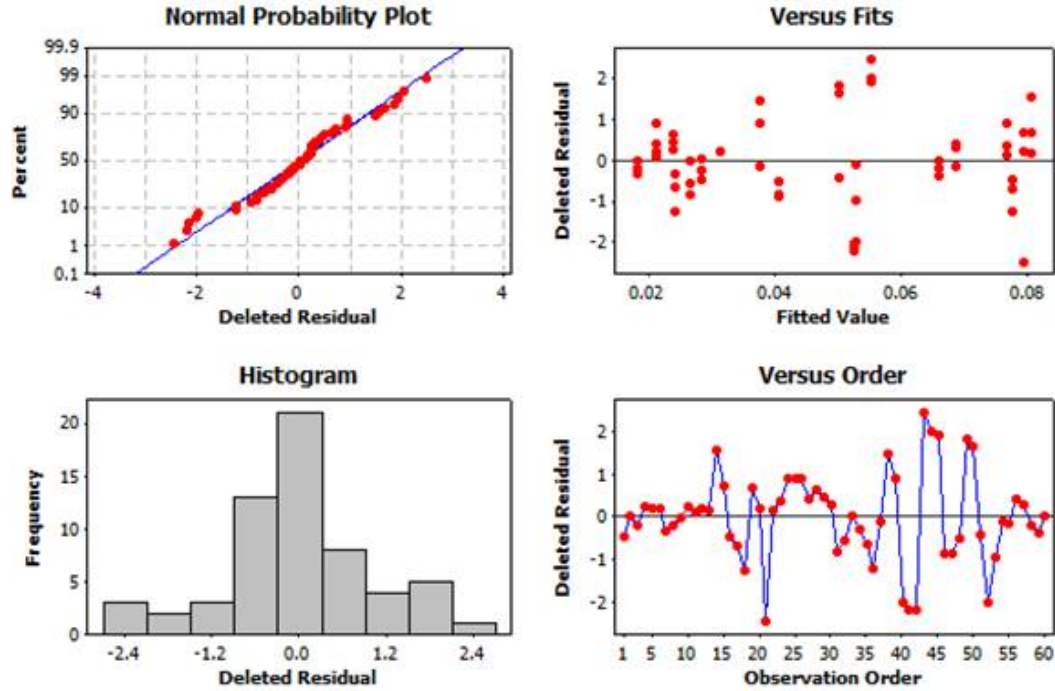 Normal Probability Plot
99.9
99
90
50
10
1
0.1
Percent
-4 -2 0 2 4
Deleted Residual
Versus Fits
2
1
0
-1
-2
Deleted Residual
0.02 0.04 0.06 0.08
Fitted Value
Histogram
20
15
10
5
0
Frequency
-2.4 -1.2 0.0 1.2 2.4
Deleted Residual
Versus Order
2
1
0
-1
-2
Deleted Residual
1 5 10 15 20 25 30 35 40 45 50 55 60
Observation Order